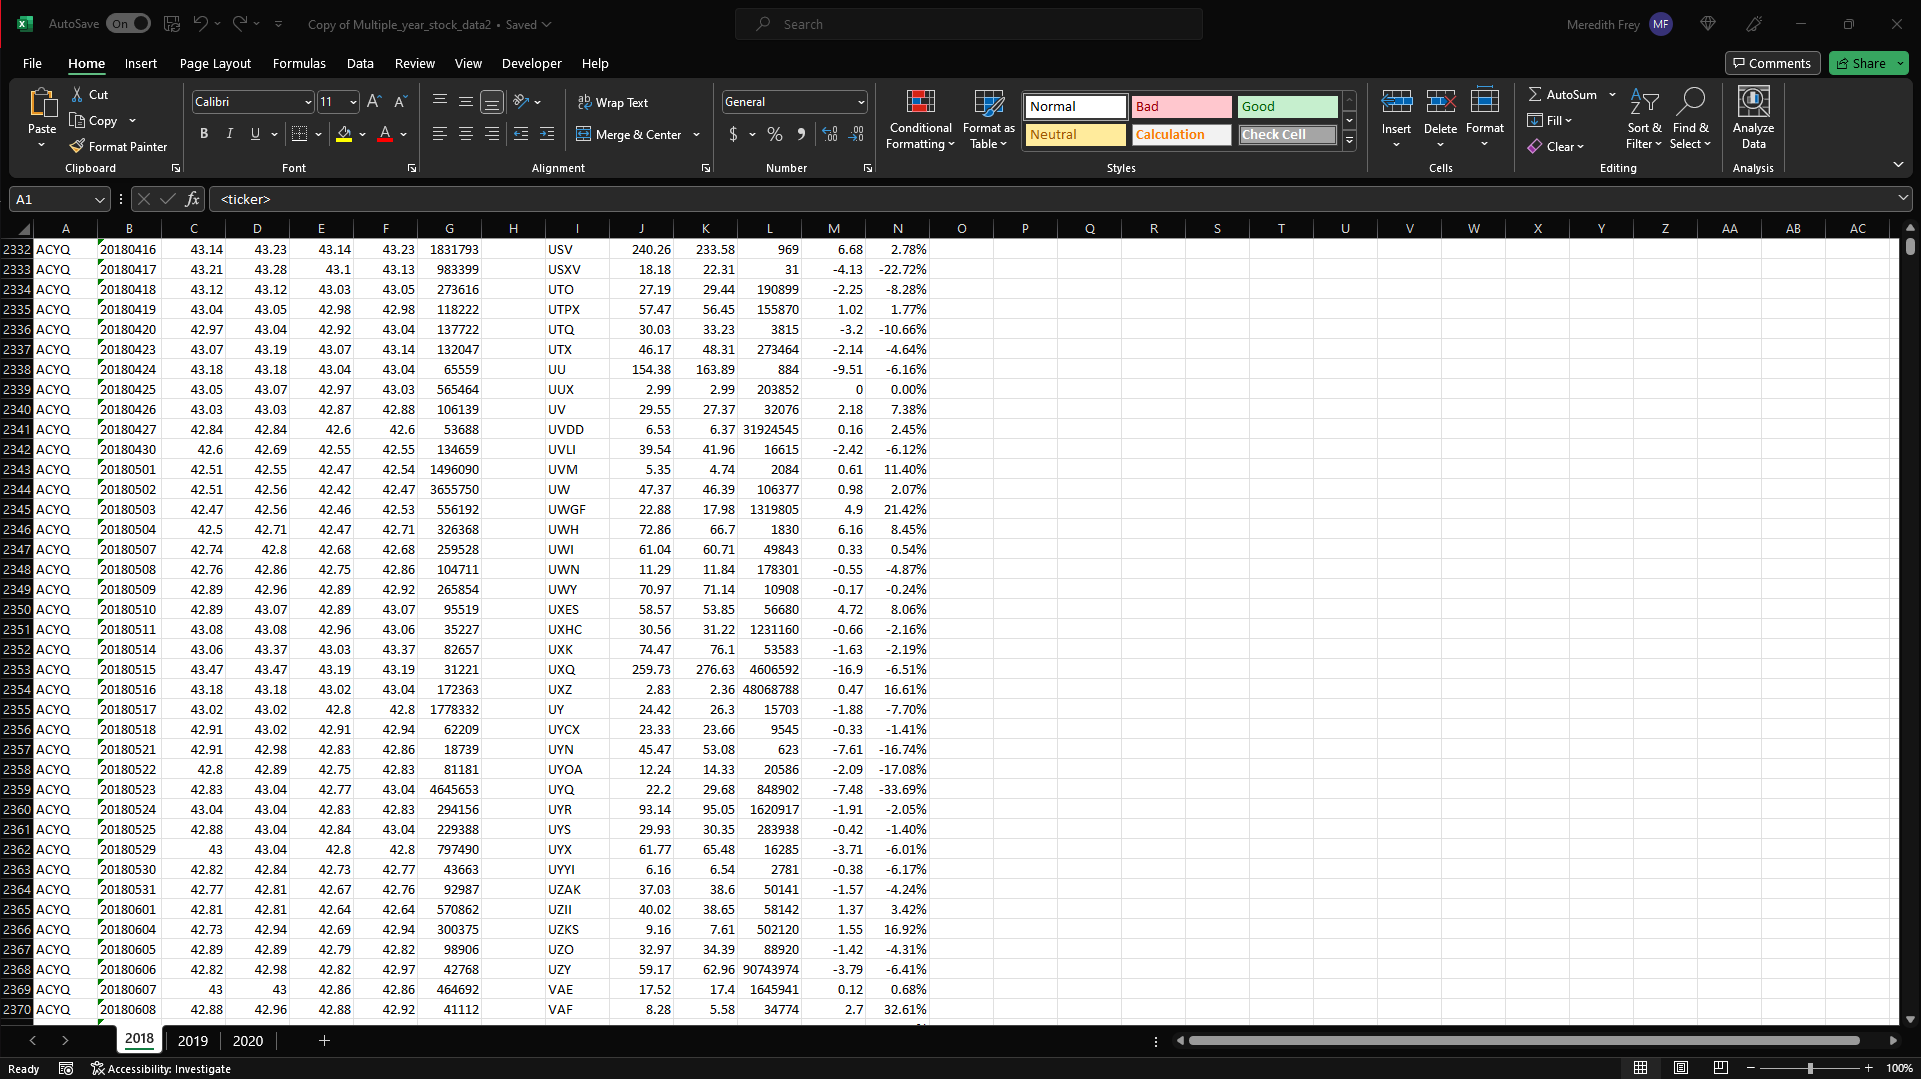 AutoSave On Copy of Multiple_year_stock_data2 • Saved Search Meredith Frey MF
File Home Insert Page Layout Formulas Data Review View Developer Help Comments Share
Paste Cut Copy Format Painter Clipboard
Calibri 11 B I U A Font
Wrap Text Merge & Center Alignment
General $ % Number
Conditional Formatting Format as Table Normal Bad Good Neutral Calculation Check Cell Styles
Insert Delete Format Cells
AutoSum Fill Clear Sort & Filter Find & Select Editing
Analyze Data Analysis
A1 fx <ticker>
A B C D E F G H I J K L M N O P Q R S T U V W X Y Z AA AB AC
2332 ACYQ 20180416 43.14 43.23 43.14 43.23 1831793 USV 240.26 233.58 969 6.68 2.78%
2333 ACYQ 20180417 43.21 43.28 43.1 43.13 983399 USXV 18.18 22.31 31 -4.13 -22.72%
2334 ACYQ 20180418 43.12 43.12 43.03 43.05 273616 UTO 27.19 29.44 190899 -2.25 -8.28%
2335 ACYQ 20180419 43.04 43.05 42.98 42.98 118222 UTPX 57.47 56.45 155870 1.02 1.77%
2336 ACYQ 20180420 42.97 43.04 42.92 43.04 137722 UTQ 30.03 33.23 3815 -3.2 -10.66%
2337 ACYQ 20180423 43.07 43.19 43.07 43.14 132047 UTX 46.17 48.31 273464 -2.14 -4.64%
2338 ACYQ 20180424 43.18 43.18 43.04 43.04 65559 UU 154.38 163.89 884 -9.51 -6.16%
2339 ACYQ 20180425 43.05 43.07 42.97 43.03 565464 UUX 2.99 2.99 203852 0 0.00%
2340 ACYQ 20180426 43.03 43.03 42.87 42.88 106139 UV 29.55 27.37 32076 2.18 7.38%
2341 ACYQ 20180427 42.84 42.84 42.6 42.6 53688 UVDD 6.53 6.37 31924545 0.16 2.45%
2342 ACYQ 20180430 42.6 42.69 42.55 42.55 134659 UVLI 39.54 41.96 16615 -2.42 -6.12%
2343 ACYQ 20180501 42.51 42.55 42.47 42.54 1496090 UVM 5.35 4.74 2084 0.61 11.40%
2344 ACYQ 20180502 42.51 42.56 42.42 42.47 3655750 UW 47.37 46.39 106377 0.98 2.07%
2345 ACYQ 20180503 42.47 42.56 42.46 42.53 556192 UWGF 22.88 17.98 1319805 4.9 21.42%
2346 ACYQ 20180504 42.5 42.71 42.47 42.71 326368 UWH 72.86 66.7 1830 6.16 8.45%
2347 ACYQ 20180507 42.74 42.8 42.68 42.68 259528 UWI 61.04 60.71 49843 0.33 0.54%
2348 ACYQ 20180508 42.76 42.86 42.75 42.86 104711 UWN 11.29 11.84 178301 -0.55 -4.87%
2349 ACYQ 20180509 42.89 42.96 42.89 42.92 265854 UWY 70.97 71.14 10908 -0.17 -0.24%
2350 ACYQ 20180510 42.89 43.07 42.89 43.07 95519 UXES 58.57 53.85 56680 4.72 8.06%
2351 ACYQ 20180511 43.08 43.08 42.96 43.06 35227 UXHC 30.56 31.22 1231160 -0.66 -2.16%
2352 ACYQ 20180514 43.06 43.37 43.03 43.37 82657 UXK 74.47 76.1 53583 -1.63 -2.19%
2353 ACYQ 20180515 43.47 43.47 43.19 43.19 31221 UXQ 259.73 276.63 4606592 -16.9 -6.51%
2354 ACYQ 20180516 43.18 43.18 43.02 43.04 172363 UXZ 2.83 2.36 48068788 0.47 16.61%
2355 ACYQ 20180517 43.02 43.02 42.8 42.8 1778332 UY 24.42 26.3 15703 -1.88 -7.70%
2356 ACYQ 20180518 42.91 43.02 42.91 42.94 62209 UYCX 23.33 23.66 9545 -0.33 -1.41%
2357 ACYQ 20180521 42.91 42.98 42.83 42.86 18739 UYN 45.47 53.08 623 -7.61 -16.74%
2358 ACYQ 20180522 42.8 42.89 42.75 42.83 81181 UYOA 12.24 14.33 20586 -2.09 -17.08%
2359 ACYQ 20180523 42.83 43.04 42.77 43.04 4645653 UYQ 22.2 29.68 848902 -7.48 -33.69%
2360 ACYQ 20180524 43.04 43.04 42.83 42.83 294156 UYR 93.14 95.05 1620917 -1.91 -2.05%
2361 ACYQ 20180525 42.88 43.04 42.84 43.04 229388 UYS 29.93 30.35 283938 -0.42 -1.40%
2362 ACYQ 20180529 43 43.04 42.8 42.8 797490 UYX 61.77 65.48 16285 -3.71 -6.01%
2363 ACYQ 20180530 42.82 42.84 42.73 42.77 43663 UYYI 6.16 6.54 2781 -0.38 -6.17%
2364 ACYQ 20180531 42.77 42.81 42.67 42.76 92987 UZAK 37.03 38.6 50141 -1.57 -4.24%
2365 ACYQ 20180601 42.81 42.81 42.64 42.64 570862 UZII 40.02 38.65 58142 1.37 3.42%
2366 ACYQ 20180604 42.73 42.94 42.69 42.94 300375 UZKS 9.16 7.61 502120 1.55 16.92%
2367 ACYQ 20180605 42.89 42.89 42.79 42.82 98906 UZO 32.97 34.39 88920 -1.42 -4.31%
2368 ACYQ 20180606 42.82 42.98 42.82 42.97 42768 UZY 59.17 62.96 90743974 -3.79 -6.41%
2369 ACYQ 20180607 43 43 42.86 42.86 464692 VAE 17.52 17.4 1645941 0.12 0.68%
2370 ACYQ 20180608 42.88 42.96 42.88 42.92 41112 VAF 8.28 5.58 34774 2.7 32.61%
2018 2019 2020
Ready Accessibility: Investigate 100%